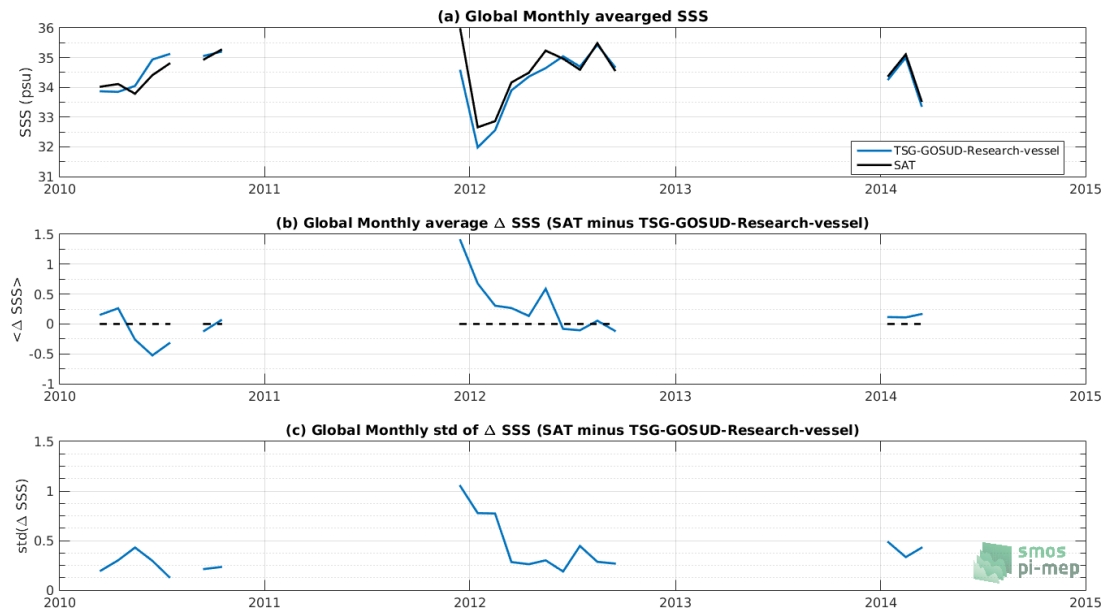 (a) Global Monthly avearged SSS
SSS (psu)
36
35
34
33
32
31
2010 2011 2012 2013 2014 2015
TSG-GOSUD-Research-vessel
SAT
(b) Global Monthly average Δ SSS (SAT minus TSG-GOSUD-Research-vessel)
<Δ SSS>
1.5
1
0.5
0
-0.5
-1
2010 2011 2012 2013 2014 2015
(c) Global Monthly std of Δ SSS (SAT minus TSG-GOSUD-Research-vessel)
std(Δ SSS)
1.5
1
0.5
0
2010 2011 2012 2013 2014 2015
smos
pi-mep